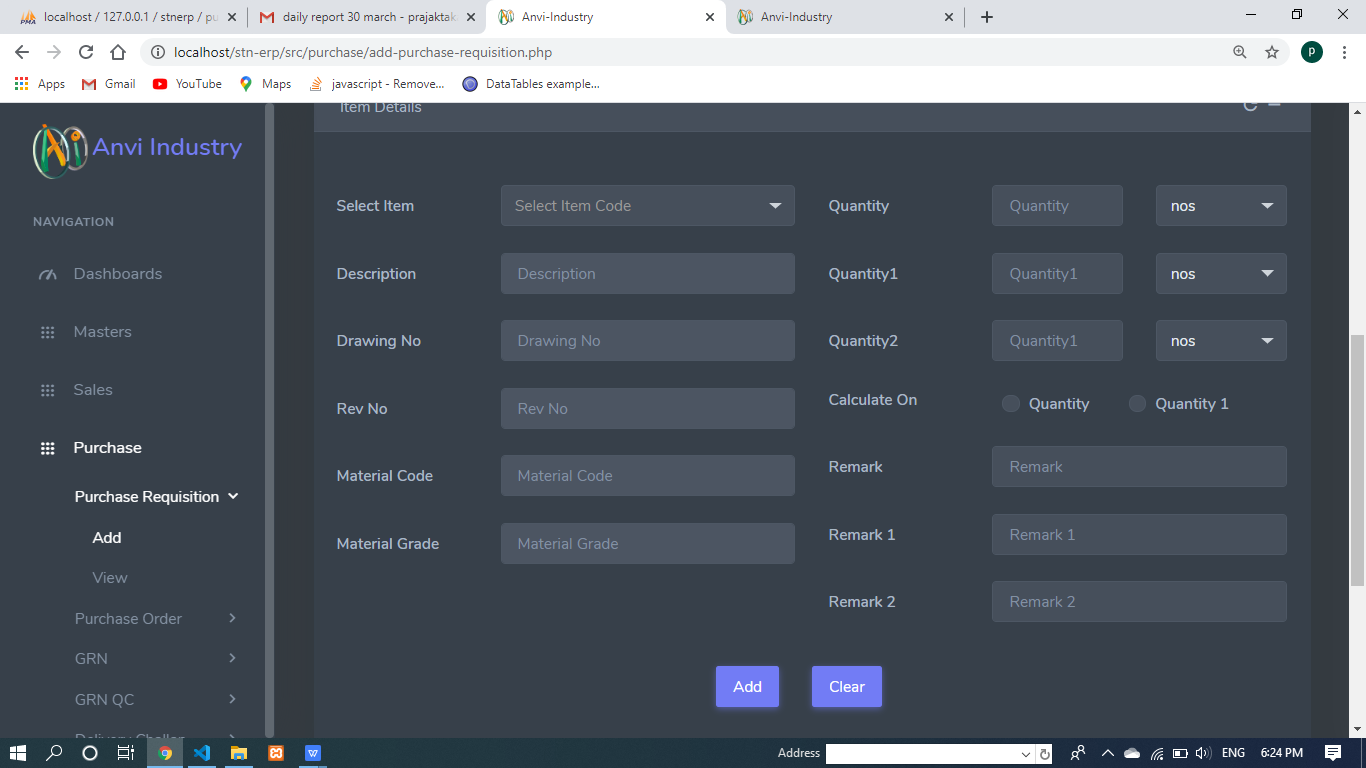 localhost / 127.0.0.1 / stnerp / pu
daily report 30 march - prajaktak
Anvi-Industry
Anvi-Industry
localhost/stn-erp/src/purchase/add-purchase-requisition.php
P
Apps
Gmail
YouTube
Maps
javascript - Remove...
DataTables example...
Anvi Industry
NAVIGATION
Dashboards
Masters
Sales
Purchase
Purchase Requisition
Add
View
Purchase Order
GRN
GRN QC
Delivery Challan
Item Details
Select Item
Select Item Code
Quantity
Quantity
nos
Description
Description
Quantity1
Quantity1
nos
Drawing No
Drawing No
Quantity2
Quantity1
nos
Rev No
Rev No
Calculate On
Quantity
Quantity 1
Material Code
Material Code
Remark
Remark
Material Grade
Material Grade
Remark 1
Remark 1
Remark 2
Remark 2
Add
Clear
Address
ENG
6:24 PM